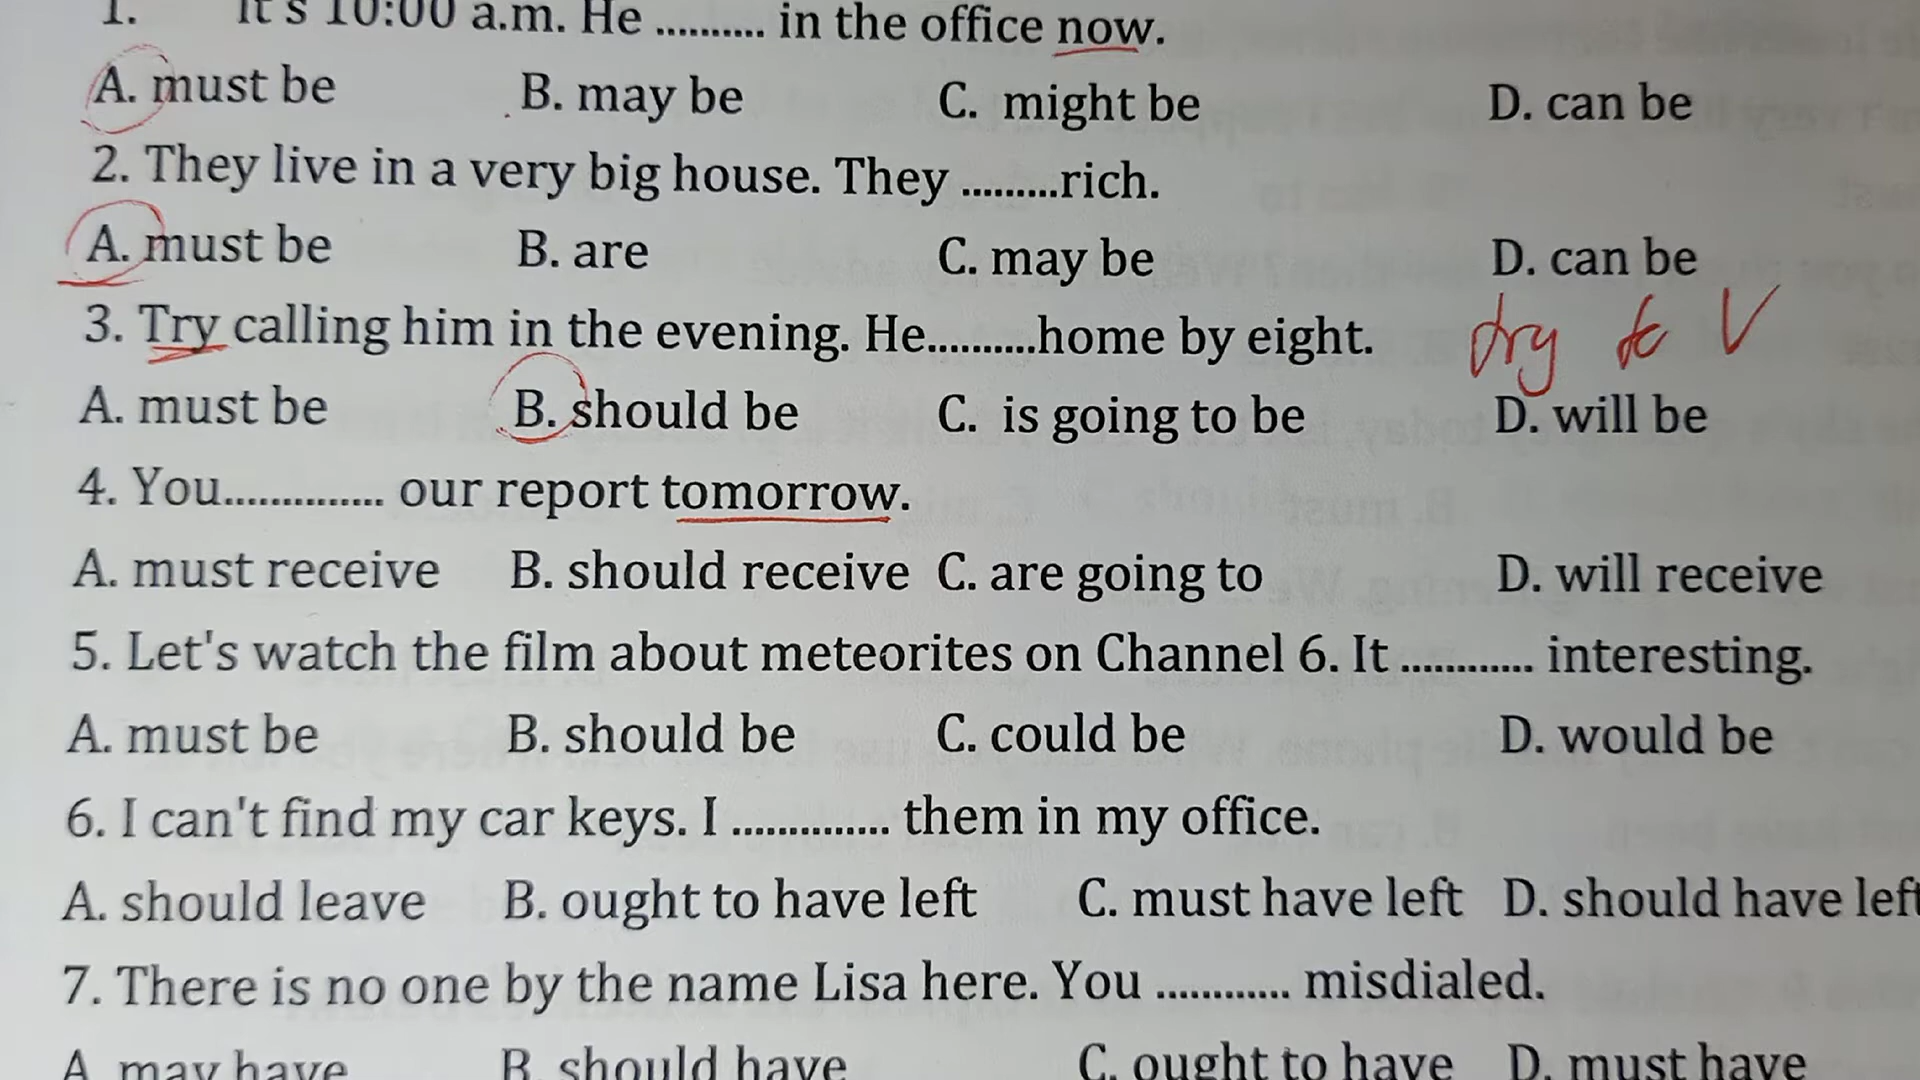 1. It's 10:00 a.m. He .......... in the office now.
A. must be B. may be C. might be D. can be
2. They live in a very big house. They .........rich.
A. must be B. are C. may be D. can be
3. Try calling him in the evening. He..........home by eight. try to V
A. must be B. should be C. is going to be D. will be
4. You.............. our report tomorrow.
A. must receive B. should receive C. are going to D. will receive
5. Let's watch the film about meteorites on Channel 6. It ............ interesting.
A. must be B. should be C. could be D. would be
6. I can't find my car keys. I .............. them in my office.
A. should leave B. ought to have left C. must have left D. should have left
7. There is no one by the name Lisa here. You ............ misdialed.
A. may have B. should have C. ought to have D. must have